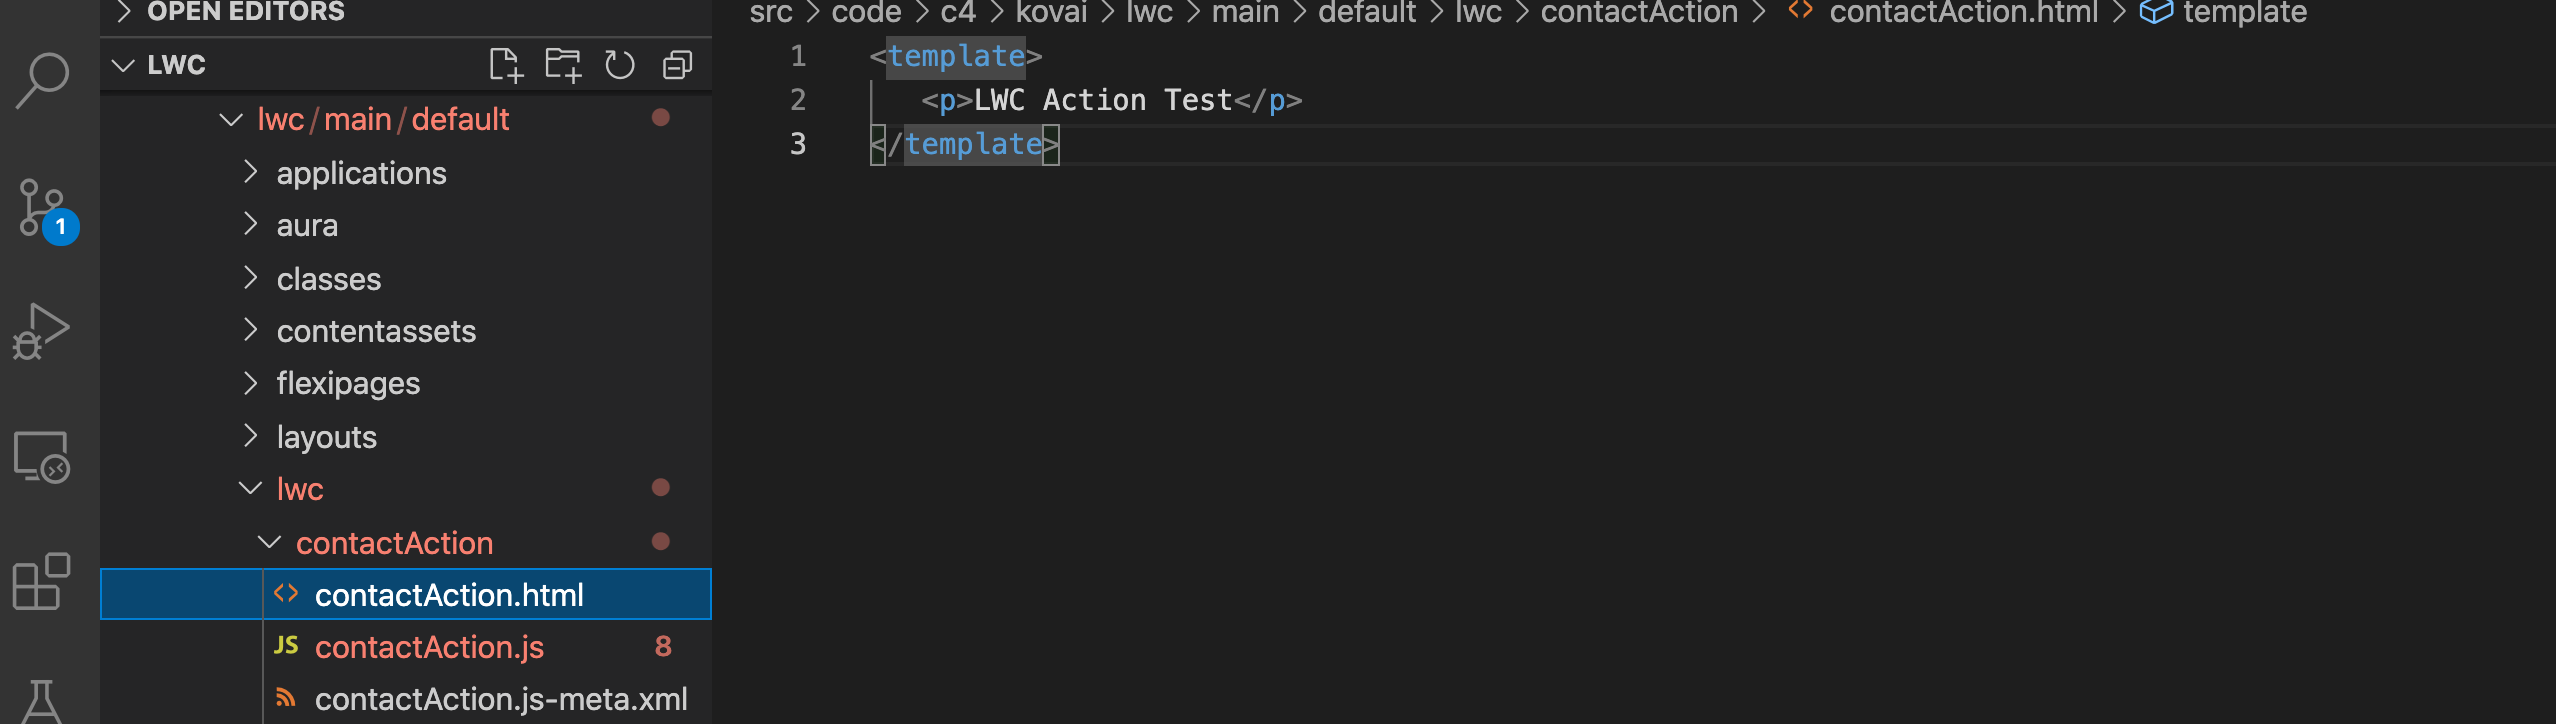 OPEN EDITORS
LWC
1
lwc/main/default
applications
aura
classes
contentassets
flexipages
layouts
lwc
contactAction
<> contactAction.html
JS contactAction.js 8
contactAction.js-meta.xml
src > code > c4 > kovai > lwc > main > default > lwc > contactAction > <> contactAction.html > template
1 <template>
2 <p>LWC Action Test</p>
3 </template>